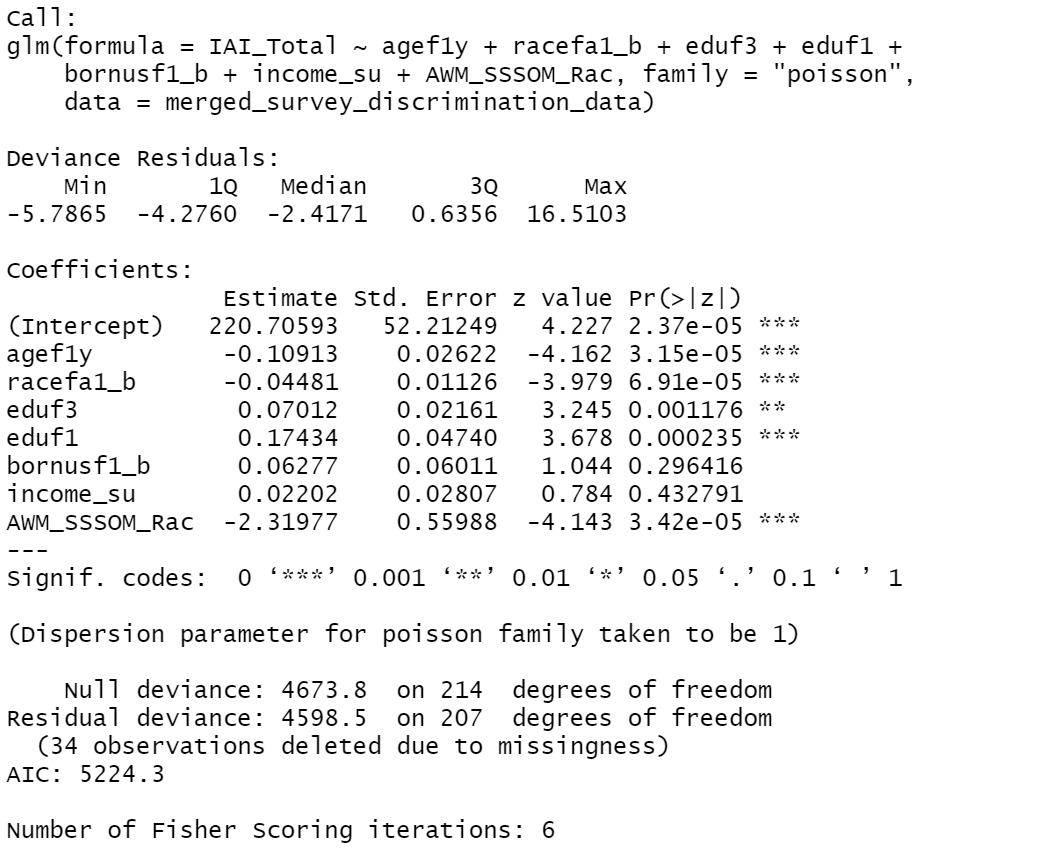 Call:
glm(formula = IAI_Total ~ agef1y + racefa1_b + eduf3 + eduf1 +
    bornusf1_b + income_su + AWM_SSSOM_Rac, family = "poisson",
    data = merged_survey_discrimination_data)

Deviance Residuals:
    Min       1Q   Median       3Q      Max
-5.7865  -4.2760  -2.4171   0.6356  16.5103

Coefficients:
               Estimate Std. Error z value Pr(>|z|)
(Intercept)   220.70593   52.21249   4.227 2.37e-05 ***
agef1y         -0.10913    0.02622  -4.162 3.15e-05 ***
racefa1_b      -0.04481    0.01126  -3.979 6.91e-05 ***
eduf3           0.07012    0.02161   3.245 0.001176 **
eduf1           0.17434    0.04740   3.678 0.000235 ***
bornusf1_b      0.06277    0.06011   1.044 0.296416
income_su       0.02202    0.02807   0.784 0.432791
AWM_SSSOM_Rac  -2.31977    0.55988  -4.143 3.42e-05 ***
---
Signif. codes:  0 ‘***’ 0.001 ‘**’ 0.01 ‘*’ 0.05 ‘.’ 0.1 ‘ ’ 1

(Dispersion parameter for poisson family taken to be 1)

    Null deviance: 4673.8  on 214  degrees of freedom
Residual deviance: 4598.5  on 207  degrees of freedom
  (34 observations deleted due to missingness)
AIC: 5224.3

Number of Fisher Scoring iterations: 6